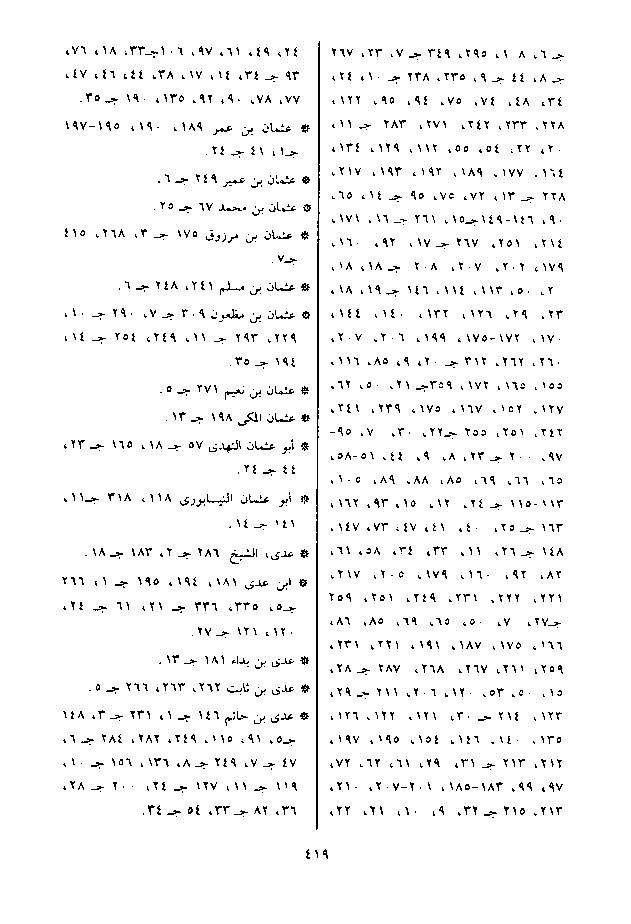 جـ ٦، ٨ ١، ٢٩٥، ٣٤٩ جـ ٧، ٢٣، ٢٦٧
جـ ٨، ٤٤ جـ ٩، ٢٣٥، ٢٣٨ جـ ١٠، ٢٤،
٣٤، ٤٨، ٧٤، ٧٥، ٩٤، ٩٥، ١٢٢،
٢٢٨، ٢٣٣، ٢٤٢، ٢٧١، ٢٨٣ جـ ١١،
٢٠، ٢٢، ٥٤، ٥٥، ١١٢، ١٢٩، ١٣٤،
١٦٤، ١٧٧، ١٨٩، ١٩٢، ١٩٣، ٢١٧،
٢٢٨ جـ ١٣، ٧٢، ٧٥، ٩٥ جـ ١٤، ٦٥،
٩٠، ١٤٦-١٤٩جـ١٥، ٢٦١ جـ ١٦، ١٧١،
٢١٤، ٢٥١، ٢٦٧ جـ ١٧، ٩٢، ١٦٠،
١٧٩، ٢٠٢، ٢٠٧، ٢٠٨ جـ ١٨، ١٨،
٢٠، ٥٠، ١١٣، ١١٤، ١٤٦ جـ ١٩، ١٨،
٢٣، ٢٩، ١٢٦، ١٣٢، ١٤٠، ١٤٤،
١٧٠، ١٧٢-١٧٥، ١٩٩، ٢٠٦، ٢٠٧،
٢٦٠، ٢٦٢، ٣١٢ جـ ٢٠، ٩، ٨٥، ١١٦،
١٥٥، ١٦٥، ١٧٢، ٣٥٩جـ ٢١، ٥٠، ٦٢،
١٢٧، ١٥٢، ١٦٧، ١٧٥، ٢٣٩، ٢٤١،
٢٤٢، ٢٥١، ٢٥٥ جـ٢٢، ٣٠، ٧، ٩٥-
٩٧، ٢٠٠ جـ ٢٣، ٨، ٩، ٤٤، ٥١-٥٨،
٦٥، ٦٦، ٦٩، ٨٥، ٨٨، ٨٩، ١٠٥،
١١٣-١١٥ جـ ٢٤، ١٢، ١٥، ٩٣، ١٦٢،
١٦٣ جـ ٢٥، ٤٠، ٤١، ٤٧، ٧٣، ١٤٧،
١٤٨ جـ ٢٦، ١١، ٣٣، ٣٤، ٥٨، ٦١،
٨٢، ٩٢، ١٦٠، ١٧٩، ٢٠٥، ٢١٧،
٢٢١، ٢٢٢، ٢٣١، ٢٤٩، ٢٥١، ٢٥٩
جـ٢٧، ٧، ٥٠، ٦٥، ٦٩، ٨٥، ٨٦،
١٦٦، ١٧٥، ١٨٧، ١٩١، ٢٢١، ٢٣١،
٢٥٩، ٢٦١، ٢٦٧، ٢٦٨، ٢٨٧ جـ ٢٨،
١٥، ٥٠، ٥٣، ١٢٠، ٢٠٦، ٢١١ جـ ٢٩،
١٢٣، ٢١٤ جـ ٣٠، ١٢١، ١٢٢، ١٢٦،
١٣٥، ١٤٠، ١٤٦، ١٥٤، ١٩٥، ١٩٧،
٢١٢، ٢١٣ جـ ٣١، ٢٩، ٦١، ٦٢، ٧٢،
٩٧، ٩٩، ١٨٣-١٨٥، ٢٠١-٢٠٧، ٢١٠،
٢١٣، ٢١٥ جـ ٣٢، ٩، ١٠، ٢١، ٢٢،
٢٤، ٤٩، ٦١، ٩٧، ١٠٦جـ٣٣، ١٨، ٧٦،
٩٣ جـ ٣٤، ١٤، ١٧، ٣٨، ٤٤، ٤٦، ٤٧،
٧٧، ٧٨، ٩٠، ٩٢، ١٣٥، ١٩٠ جـ ٣٥.
* عثمان بن عمر ١٨٩، ١٩٠، ١٩٥-١٩٧
جـ١، ٤١ جـ ٢٤.
* عثمان بن عمير ٢٤٩ جـ ٦.
* عثمان بن محمد ٦٧ جـ ٢٥.
* عثمان بن مرزوق ١٧٥ جـ ٣، ٢٦٨، ٤١٥
جـ٧.
* عثمان بن مسلم ٢٤١، ٢٤٨ جـ ٦.
* عثمان بن مظعون ٣٠٩ جـ ٧، ٢٩٠ جـ ١٠،
٢٢٩، ٢٩٣ جـ ١١، ٢٤٩، ٢٥٤ جـ ١٤،
١٩٤ جـ ٣٥.
* عثمان بن نعيم ٢٧١ جـ ٥.
* عثمان المكى ١٩٨ جـ ١٣.
* أبو عثمان النهدى ٥٧ جـ ١٨، ١٦٥ جـ ٢٣،
٤٤ جـ ٢٤.
* أبو عثمان النيسابورى ١١٨، ٣١٨ جـ١١،
١٤١ جـ ١٤.
* عدى، الشيخ ٢٨٦ جـ ٢، ١٨٣ جـ ١٨.
* ابن عدى ١٨١، ١٩٤، ١٩٥ جـ ١، ٢٦٦
جـ٥، ٣٣٥، ٣٣٦ جـ ٢١، ٦١ جـ ٢٤،
١٢٠، ١٢١ جـ ٢٧.
* عدى بن بداء ١٨١ جـ ١٣.
* عدى بن ثابت ٢٦٢، ٢٦٣، ٢٦٦ جـ ٥.
* عدى بن حاتم ١٤٦ جـ ١، ٢٣١ جـ ٣، ١٤٨
جـ٥، ٩١، ١١٥، ٢٤٩، ٢٨٢، ٢٨٤ جـ ٦،
٤٧ جـ ٧، ٢٤٩ جـ ٨، ١٣٦، ١٥٦ جـ ١٠،
١١٩ جـ ١١، ١٢٧ جـ ٢٤، ٢٠٠ جـ ٢٨،
٣٦، ٨٢ جـ ٣٣، ٥٤ جـ ٣٤.
٤١٩